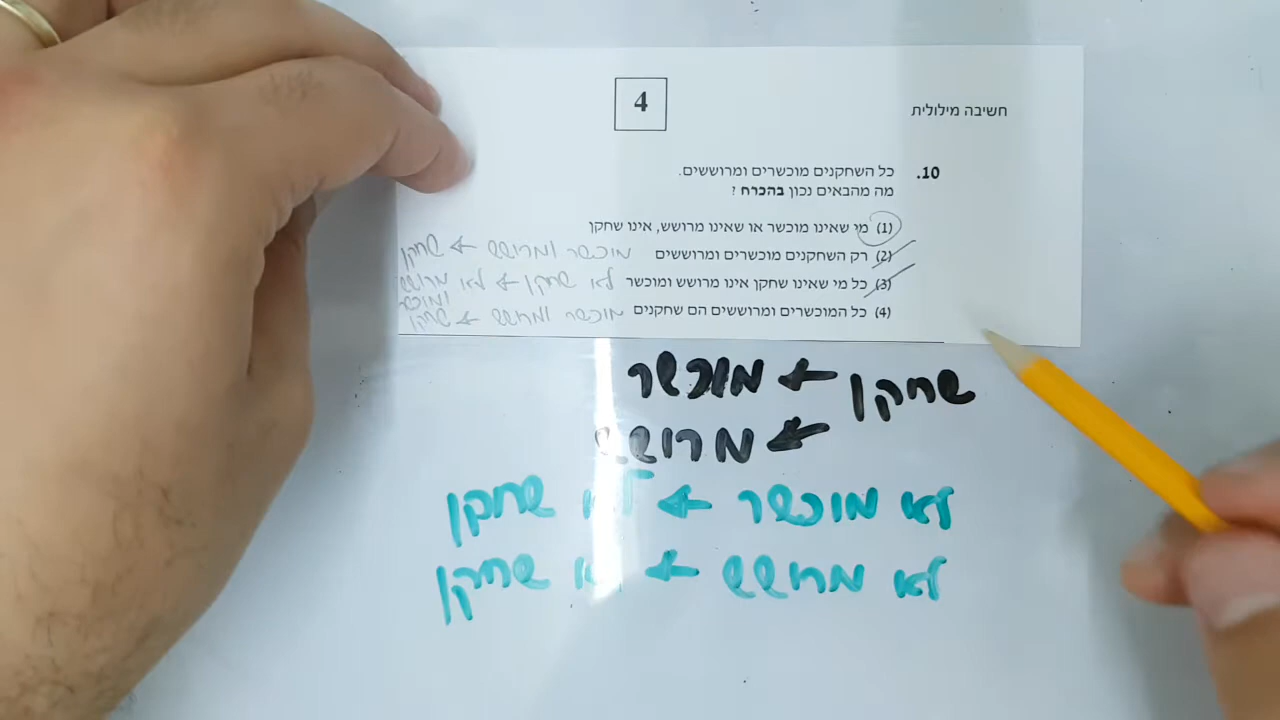 חשיבה מילולית
4
10. כל השחקנים מוכשרים ומרוששים.
מה מהבאים נכון בהכרח ?
(1) מי שאינו מוכשר או שאינו מרושש, אינו שחקן
(2) רק השחקנים מוכשרים ומרוששים מוכשר ומרושש ← שחקן
(3) כל מי שאינו שחקן אינו מרושש ומוכשר לא שחקן ← לא מרושש
ומוכשר
(4) כל המוכשרים ומרוששים הם שחקנים מוכשר ומרושש ← שחקן
שחקן ← מוכשר
← מרושש
לא מוכשר ← לא שחקן
לא מרושש ← לא שחקן